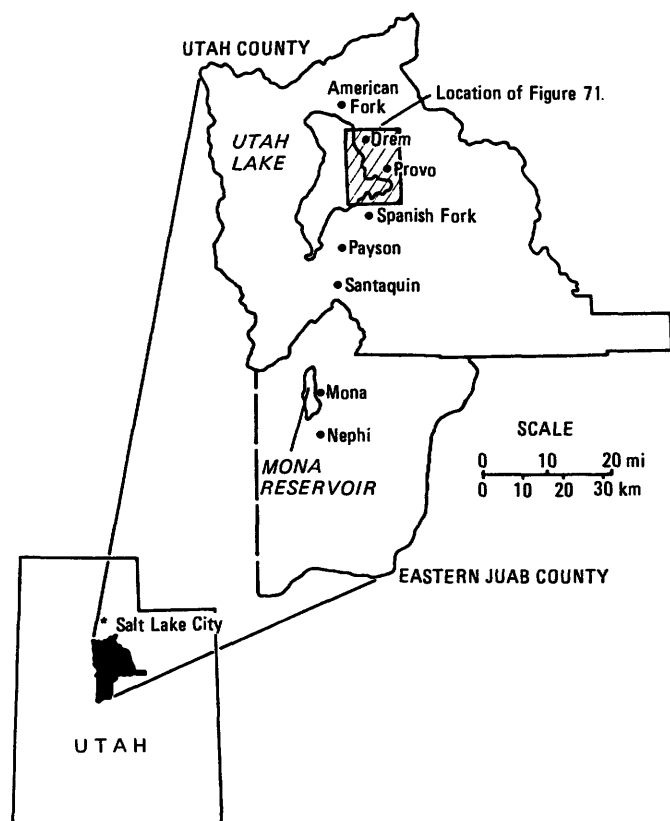 UTAH COUNTY
American
Fork
Location of Figure 71.
UTAH
LAKE
Drem
Provo
Spanish Fork
Payson
Santaquin
Mona
Nephi
MONA
RESERVOIR
SCALE
0 10 20 mi
0 10 20 30 km
EASTERN JUAB COUNTY
* Salt Lake City
UTAH